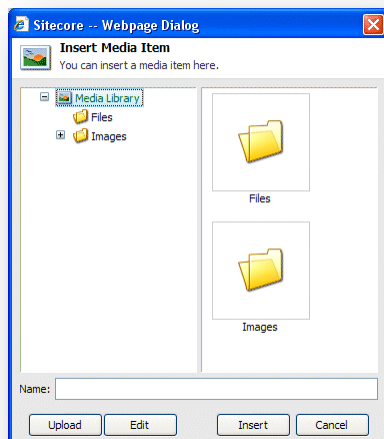 Sitecore -- Webpage Dialog
Insert Media Item
You can insert a media item here.
Media Library
Files
Images
Files
Images
Name:
Upload Edit Insert Cancel